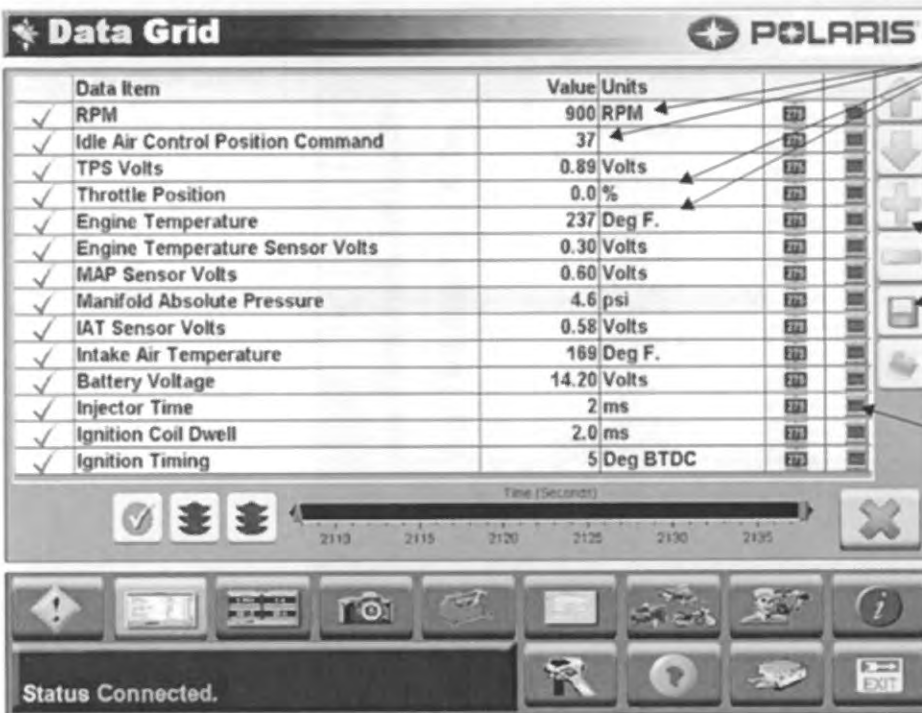 Data Grid
POLARIS
Data Item Value Units
RPM 900 RPM
Idle Air Control Position Command 37
TPS Volts 0.89 Volts
Throttle Position 0.0 %
Engine Temperature 237 Deg F.
Engine Temperature Sensor Volts 0.30 Volts
MAP Sensor Volts 0.60 Volts
Manifold Absolute Pressure 4.6 psi
IAT Sensor Volts 0.58 Volts
Intake Air Temperature 169 Deg F.
Battery Voltage 14.20 Volts
Injector Time 2 ms
Ignition Coil Dwell 2.0 ms
Ignition Timing 5 Deg BTDC
Time (Seconds)
2110 2115 2120 2125 2130 2135
Status Connected.
EXIT